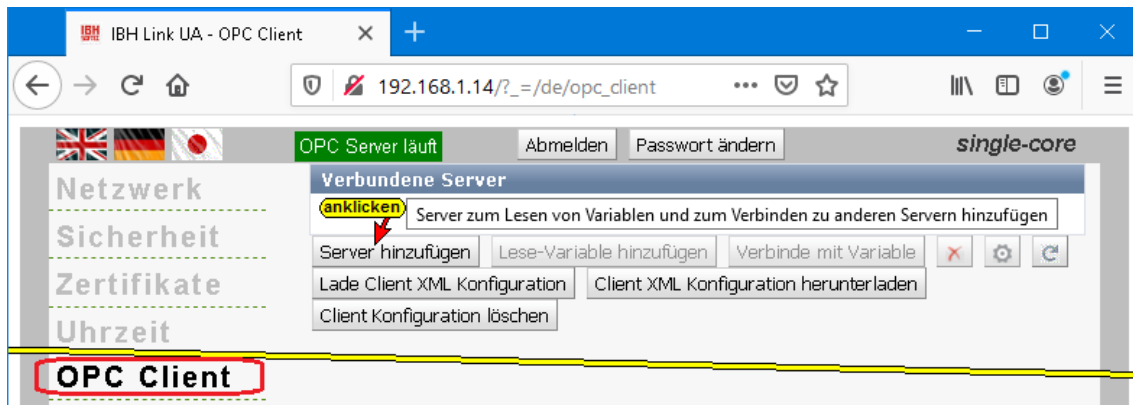 IBH Link UA - OPC Client
192.168.1.14/?_=/de/opc_client
OPC Server läuft Abmelden Passwort ändern single-core
Netzwerk
Verbundene Server
anklicken
Server zum Lesen von Variablen und zum Verbinden zu anderen Servern hinzufügen
Sicherheit
Server hinzufügen Lese-Variable hinzufügen Verbinde mit Variable
Zertifikate
Lade Client XML Konfiguration Client XML Konfiguration herunterladen
Client Konfiguration löschen
Uhrzeit
OPC Client